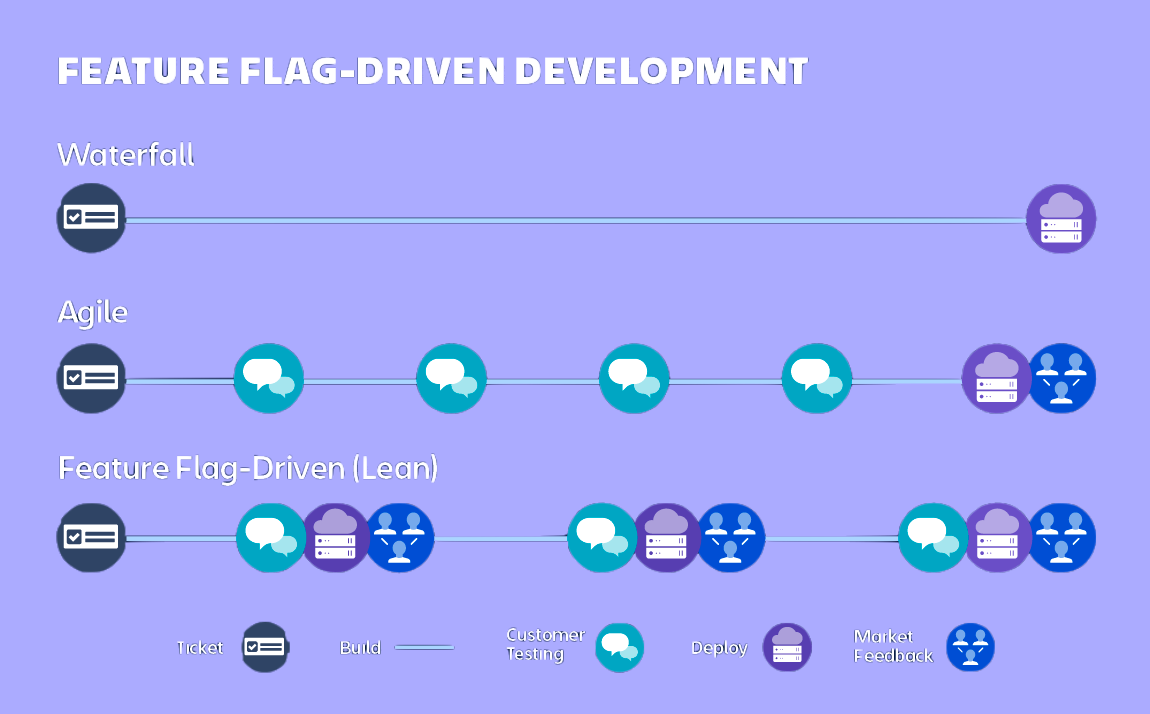 FEATURE FLAG-DRIVEN DEVELOPMENT
Waterfall
Agile
Feature Flag-Driven (Lean)
Ticket
Build
Customer
Testing
Deploy
Market
Feedback